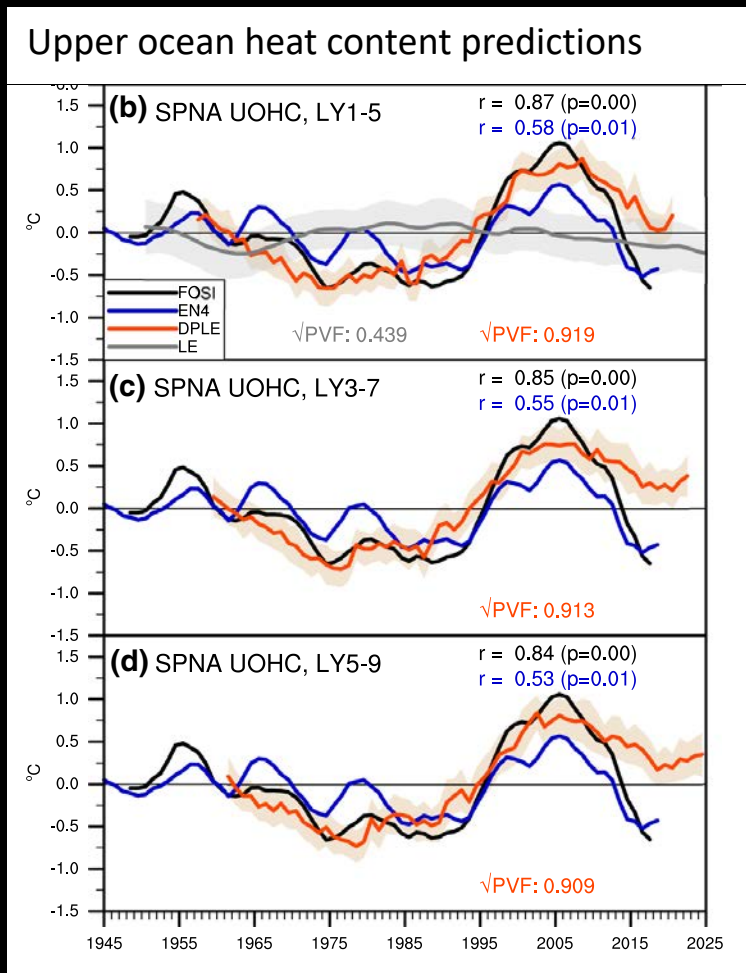 Upper ocean heat content predictions
(b) SPNA UOHC, LY1-5
r = 0.87 (p=0.00)
r = 0.58 (p=0.01)
1.5
1.0
0.5
0.0
-0.5
-1.0
-1.5
°C
FOSI
EN4
DPLE
LE
√PVF: 0.439
√PVF: 0.919
(c) SPNA UOHC, LY3-7
r = 0.85 (p=0.00)
r = 0.55 (p=0.01)
1.5
1.0
0.5
0.0
-0.5
-1.0
-1.5
°C
√PVF: 0.913
(d) SPNA UOHC, LY5-9
r = 0.84 (p=0.00)
r = 0.53 (p=0.01)
1.5
1.0
0.5
0.0
-0.5
-1.0
-1.5
°C
√PVF: 0.909
1945 1955 1965 1975 1985 1995 2005 2015 2025